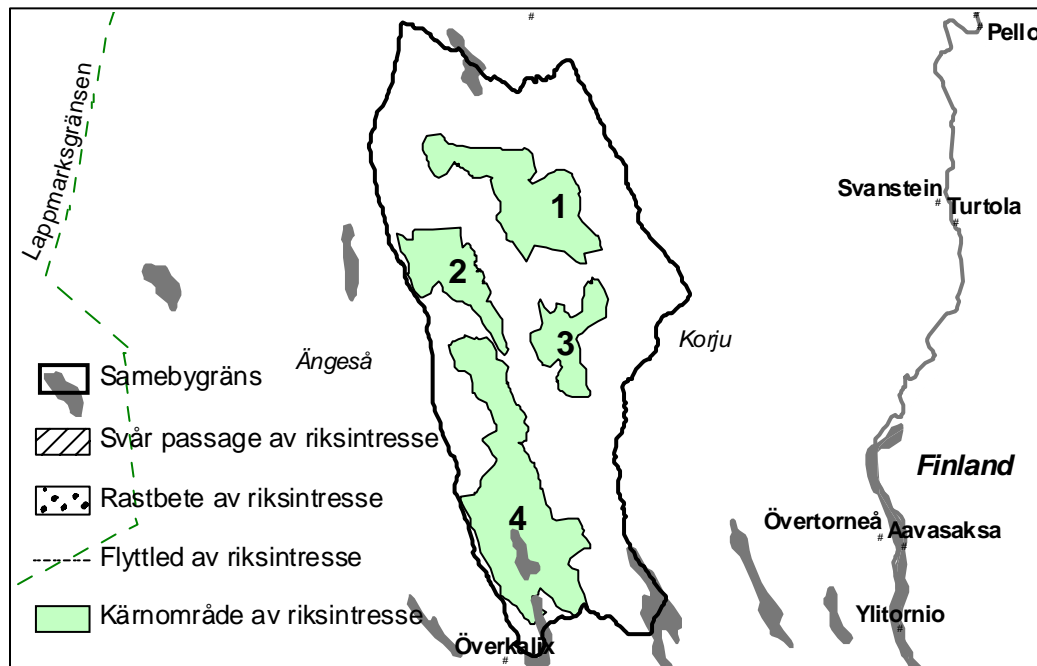 Pello
Lappmarksgränsen
Svanstein
Turtola
1
2
3
Ängeså
Korju
Samebygräns
Svår passage av riksintresse
Finland
Rastbete av riksintresse
4
Övertorneå
Aavasaksa
Flyttled av riksintresse
Kärnområde av riksintresse
Överkalix
Ylitornio